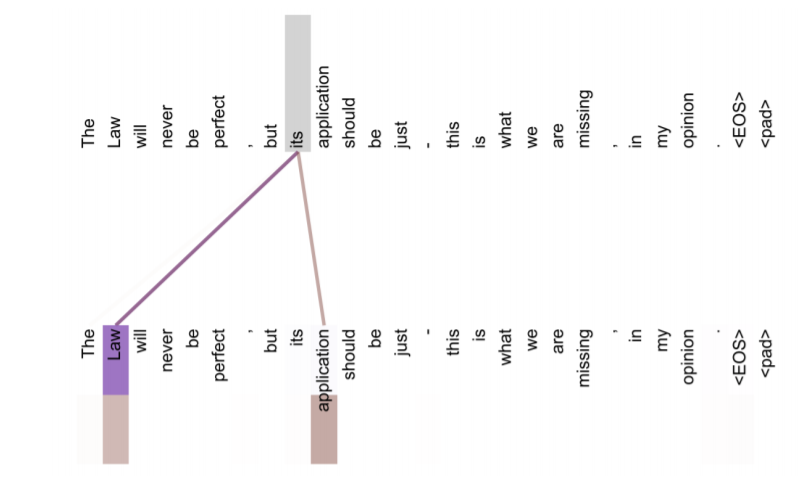 The Law will never be perfect , but its application should be just - this is what we are missing , in my opinion . <EOS> <pad>
The Law will never be perfect , but its application should be just - this is what we are missing , in my opinion . <EOS> <pad>